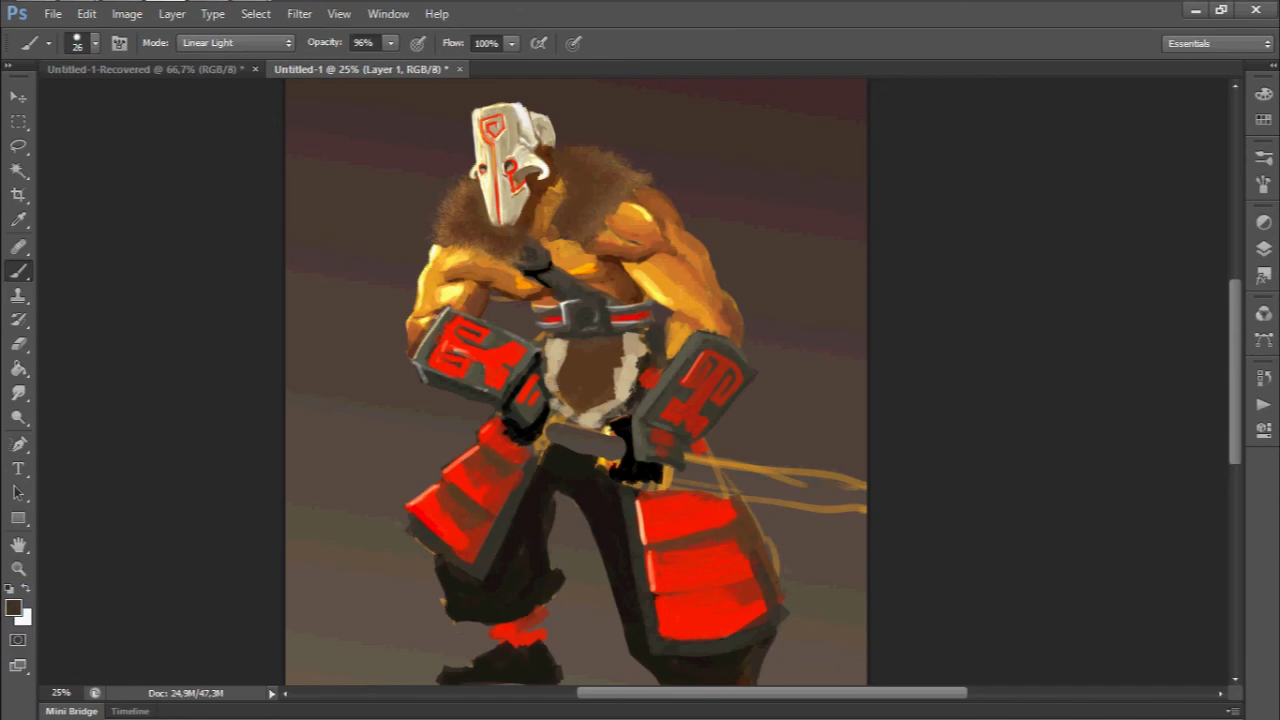 Ps File Edit Image Layer Type Select Filter View Window Help
26 Mode: Linear Light Opacity: 96% Flow: 100% Essentials
Untitled-1-Recovered @ 66,7% (RGB/8) * × Untitled-1 @ 25% (Layer 1, RGB/8) * ×
25% Doc: 24,9M/47,3M
Mini Bridge Timeline